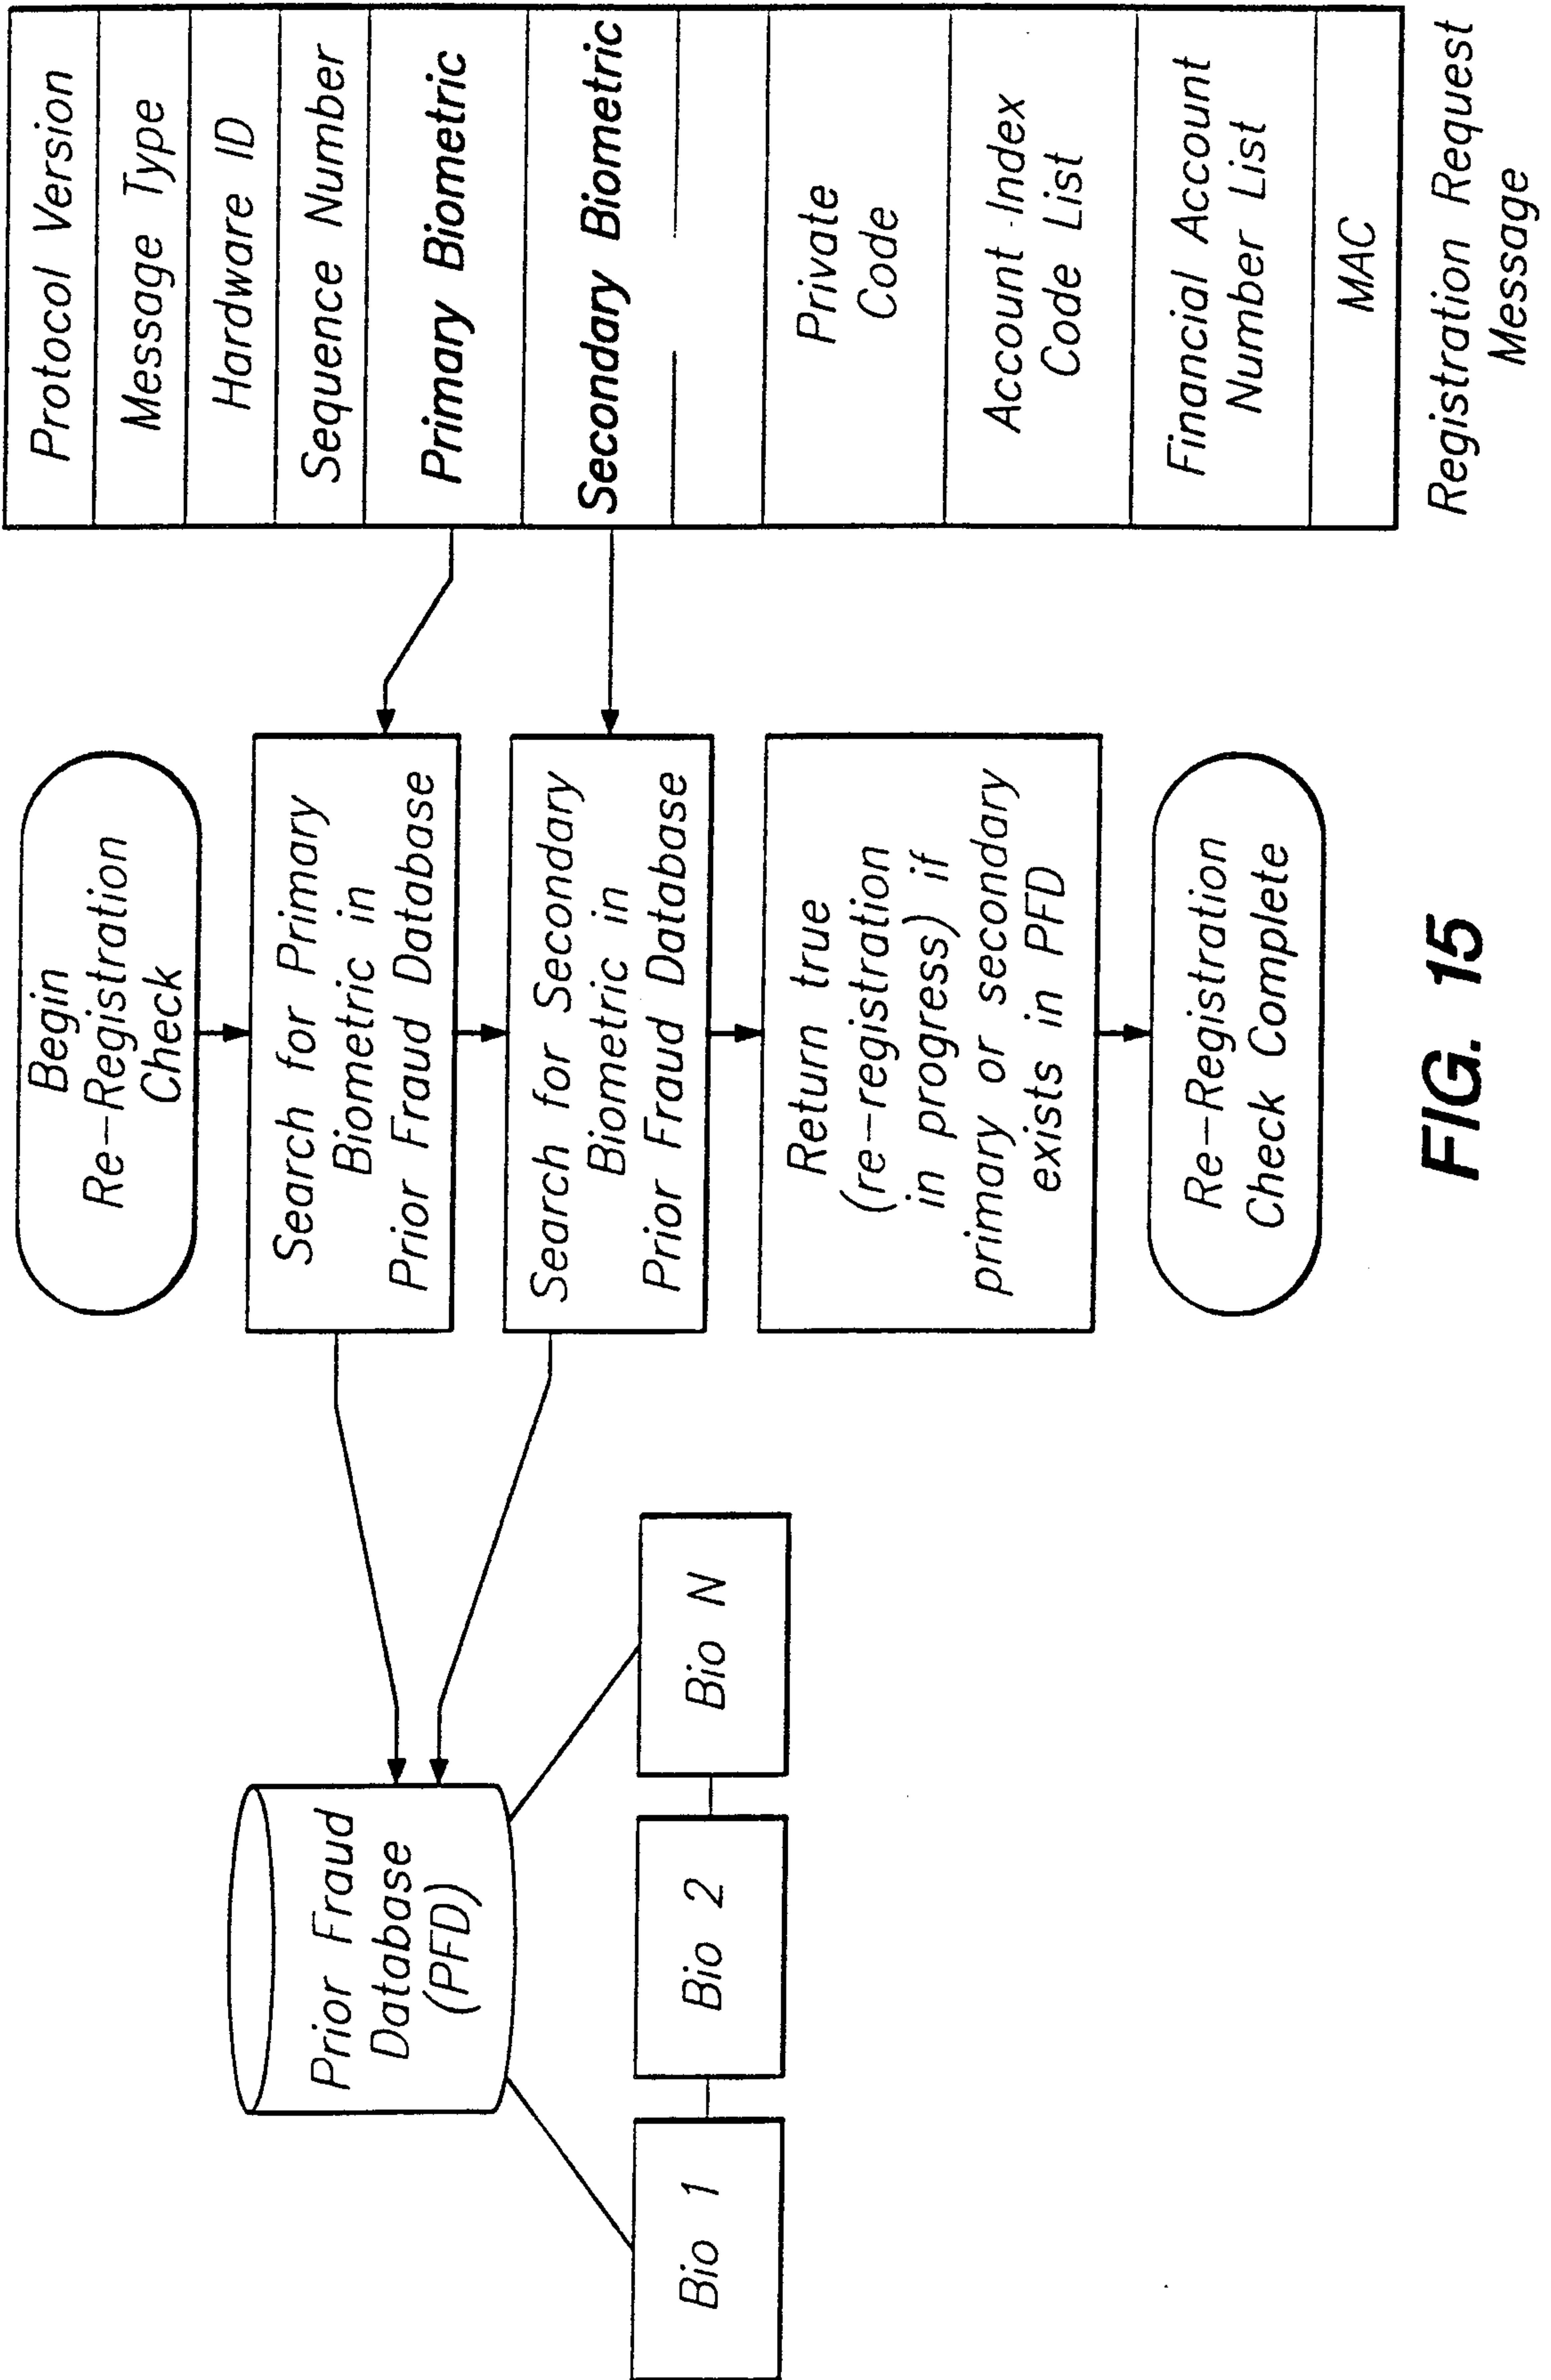 Prior Fraud
Database
(PFD)
Bio 1
Bio 2
Bio N
Begin
Re-Registration
Check
Search for Primary
Biometric in
Prior Fraud Database
Search for Secondary
Biometric in
Prior Fraud Database
Return true
(re-registration
in progress) if
primary or secondary
exists in PFD
Re-Registration
Check Complete
Protocol Version
Message Type
Hardware ID
Sequence Number
Primary Biometric
Secondary Biometric
Private
Code
Account Index
Code List
Financial Account
Number List
MAC
Registration Request
Message
FIG. 15